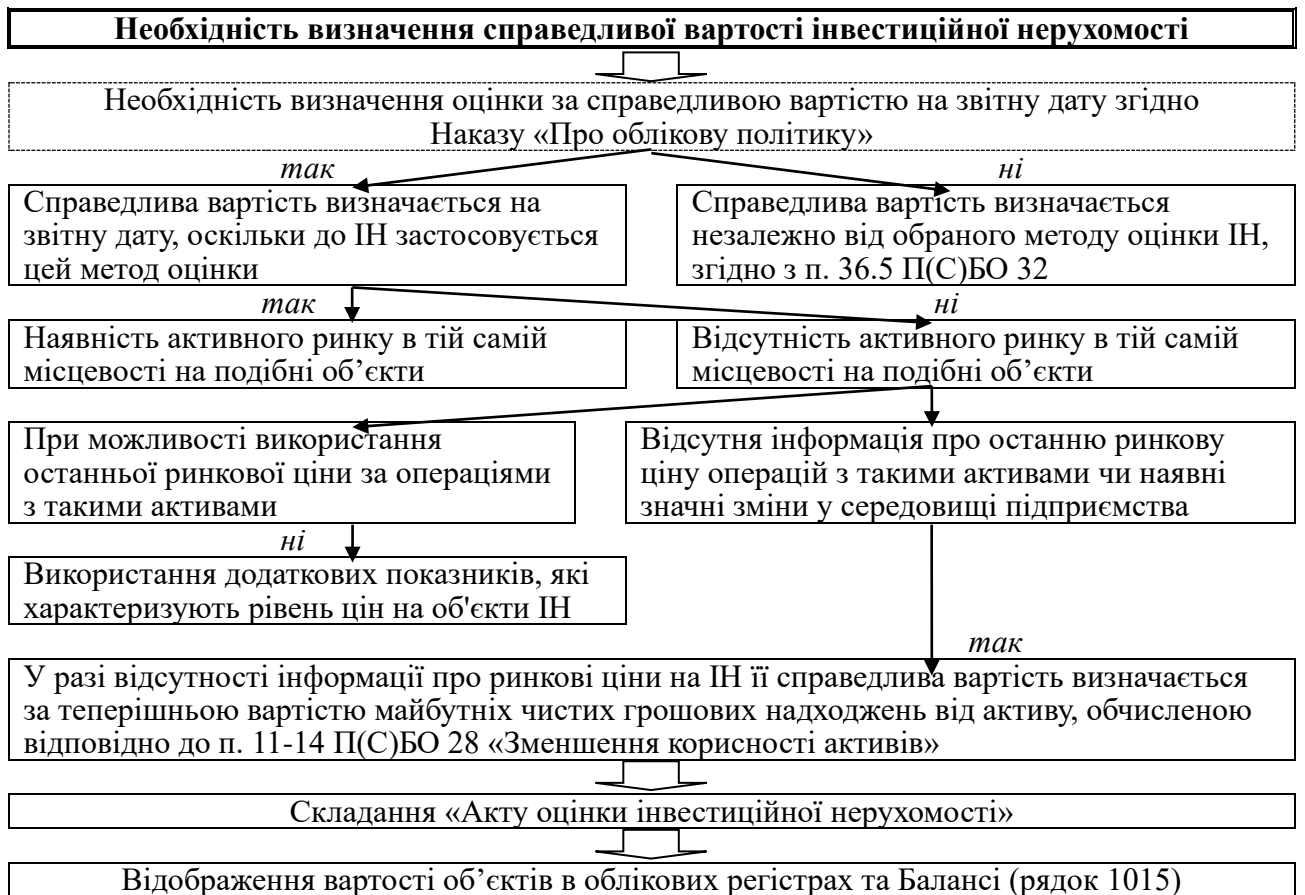 Необхідність визначення справедливої вартості інвестиційної нерухомості
Необхідність визначення оцінки за справедливою вартістю на звітну дату згідно
Наказу «Про облікову політику»
так
ні
Справедлива вартість визначається на
звітну дату, оскільки до ІН застосовується
цей метод оцінки
Справедлива вартість визначається
незалежно від обраного методу оцінки ІН,
згідно з п. 36.5 П(С)БО 32
так
ні
Наявність активного ринку в тій самій
місцевості на подібні об’єкти
Відсутність активного ринку в тій самій
місцевості на подібні об’єкти
При можливості використання
останньої ринкової ціни за операціями
з такими активами
Відсутня інформація про останню ринкову
ціну операцій з такими активами чи наявні
значні зміни у середовищі підприємства
ні
Використання додаткових показників, які
характеризують рівень цін на об'єкти ІН
так
У разі відсутності інформації про ринкові ціни на ІН її справедлива вартість визначається
за теперішньою вартістю майбутніх чистих грошових надходжень від активу, обчисленою
відповідно до п. 11-14 П(С)БО 28 «Зменшення корисності активів»
Складання «Акту оцінки інвестиційної нерухомості»
Відображення вартості об’єктів в облікових регістрах та Балансі (рядок 1015)